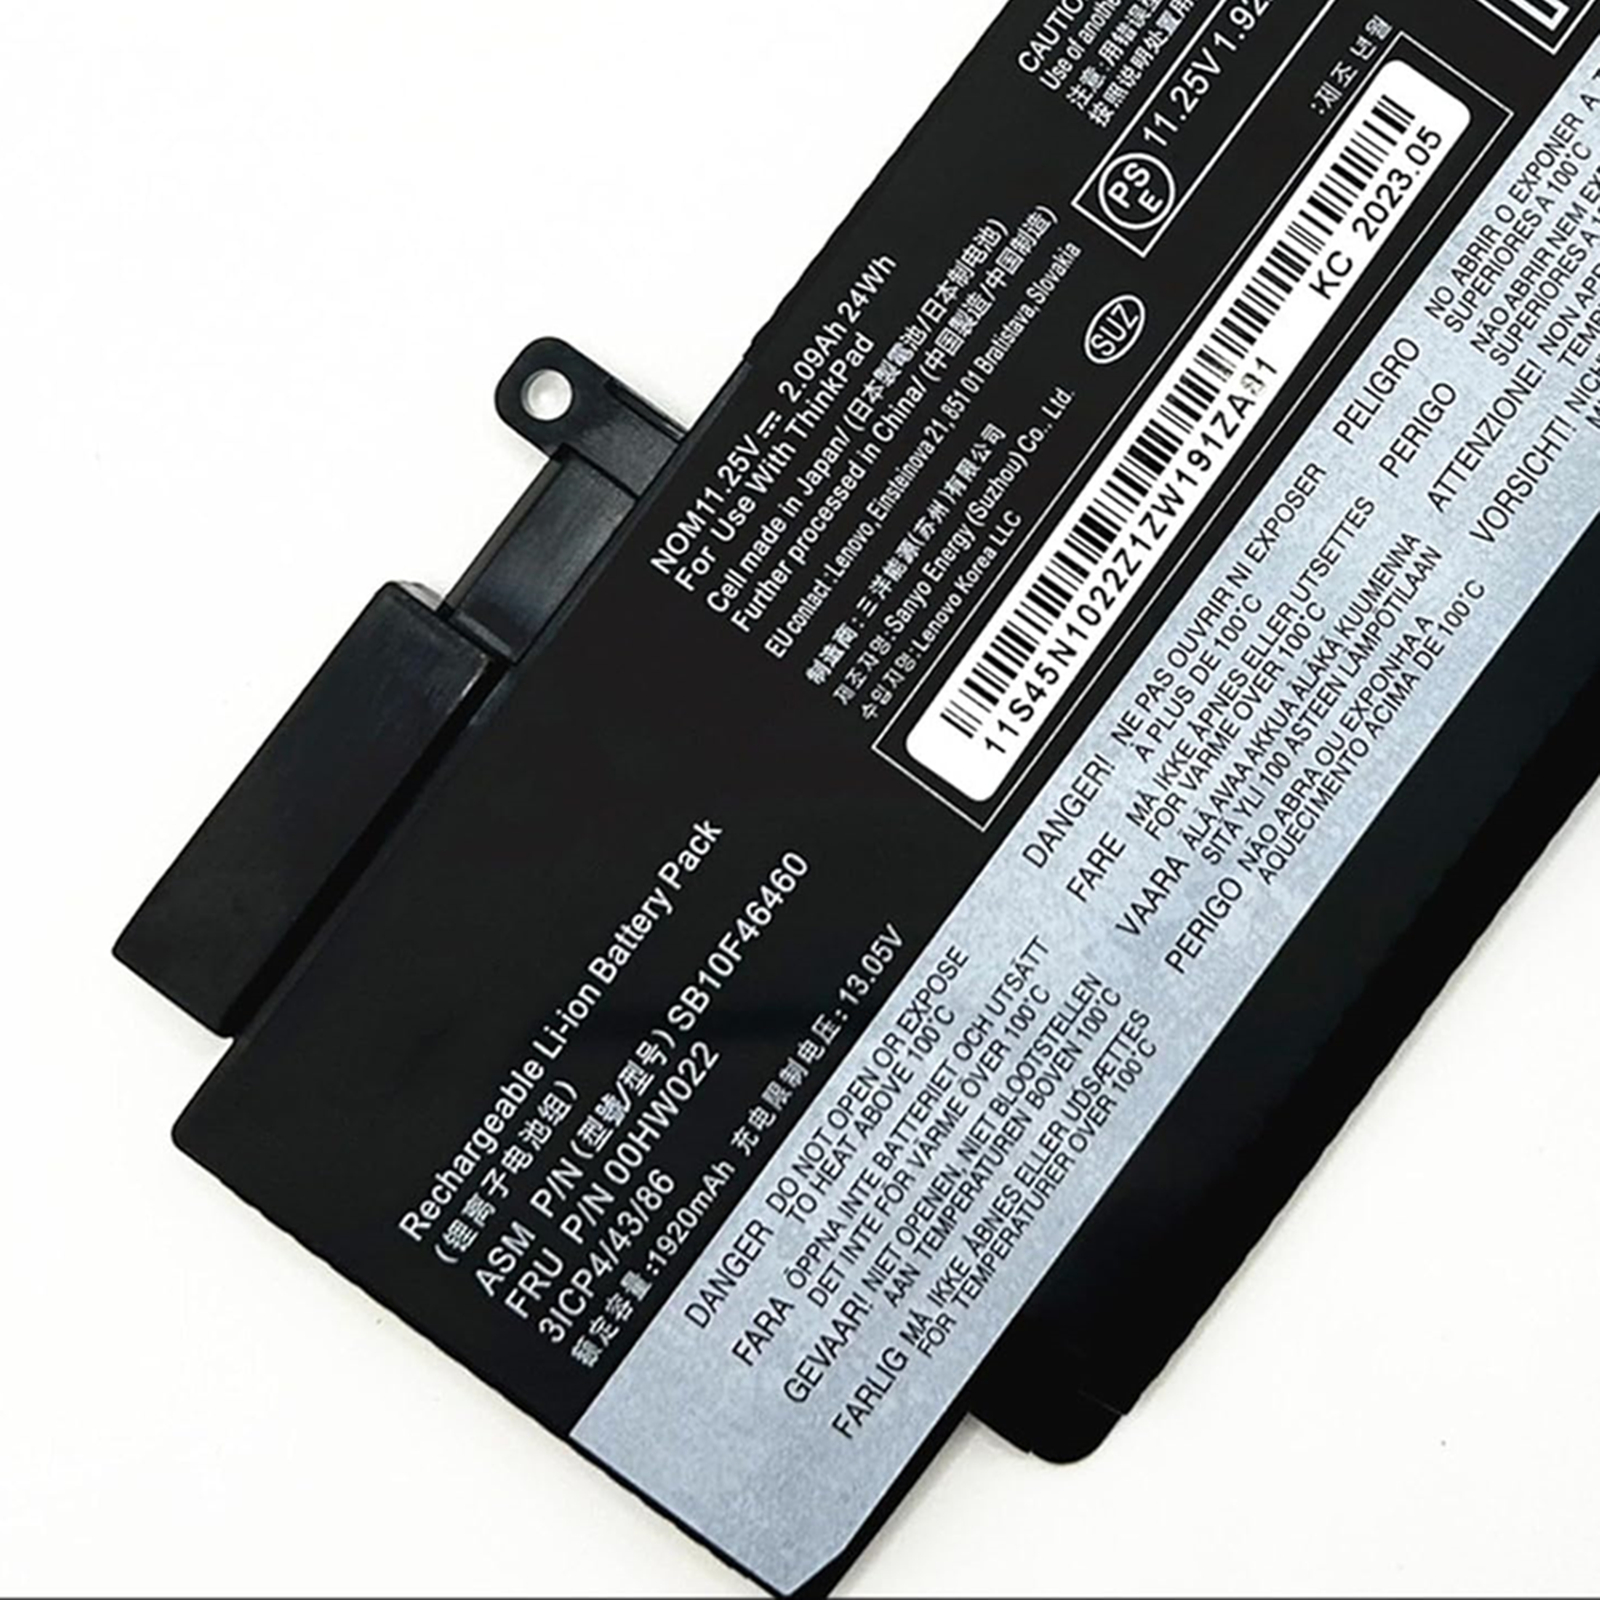 Rechargeable Li-ion Battery Pack
(锂离子电池组)
ASM P/N (型號/型号) SB10F46460
FRU P/N 00HW022
3ICP4/43/86
额定容量:1920mAh 充电限制电压: 13.05V
NOM11.25V⎓ 2.09Ah 24Wh
For Use With ThinkPad
Cell made in Japan/ (日本製電池/日本制电池)
Further processed in China/ (中国製造/中国制造)
EU contact: Lenovo, Einsteinova 21, 851 01 Bratislava, Slovakia
制造商: 三洋能源(苏州)有限公司
제조자명: Sanyo Energy (Suzhou) Co., Ltd.
수입자명: Lenovo Korea LLC
SUZ
CAUTIO
Use of anothe
注意:用错误型
按照说明处置用
PS
E
11.25V 1.92
:제조 년월
11S45N1022Z1ZW191ZA
KC 2023.05
DANGER DO NOT OPEN OR EXPOSE
TO HEAT ABOVE 100°C
FARA ÖPPNA INTE BATTERIET OCH UTSÄTT
DET INTE FÖR VÄRME ÖVER 100°C
GEVAAR! NIET OPENEN, NIET BLOOTSTELLEN
AAN TEMPERATUREN BOVEN 100°C
FARLIG MÅ IKKE ÅBNES ELLER UDSÆTTES
FOR TEMPERATURER OVER 100°C
DANGER! NE PAS OUVRIR NI EXPOSER
À PLUS DE 100°C
FARE MÅ IKKE ÅPNES ELLER UTSETTES
FOR VARME OVER 100°C
VAARA ÄLÄ AVAA AKKUA ÄLÄKÄ KUUMENNA
SITÄ YLI 100 ASTEEN LÄMPÖTILAAN
PERIGO NÃO ABRA OU EXPONHA A
AQUECIMENTO ACIMA DE 100°C
PELIGRO NO ABRIR O EXPONER A T
SUPERIORES A 100°C
PERIGO NÃO ABRIR NEM EX
SUPERIORES A 10
ATTENZIONE! NON APR
TEMP
VORSICHT! NICH
M